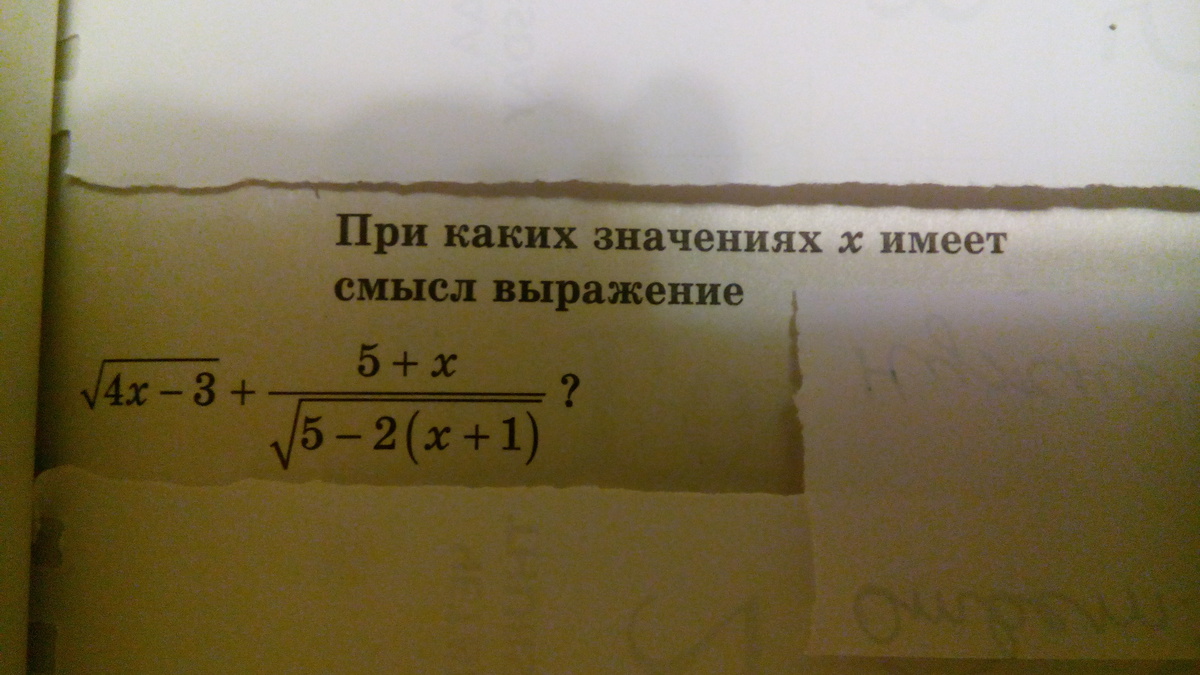 При каких значениях x имеет
смысл выражение
√(4x − 3) + (5 + x)/√(5 − 2(x + 1)) ?